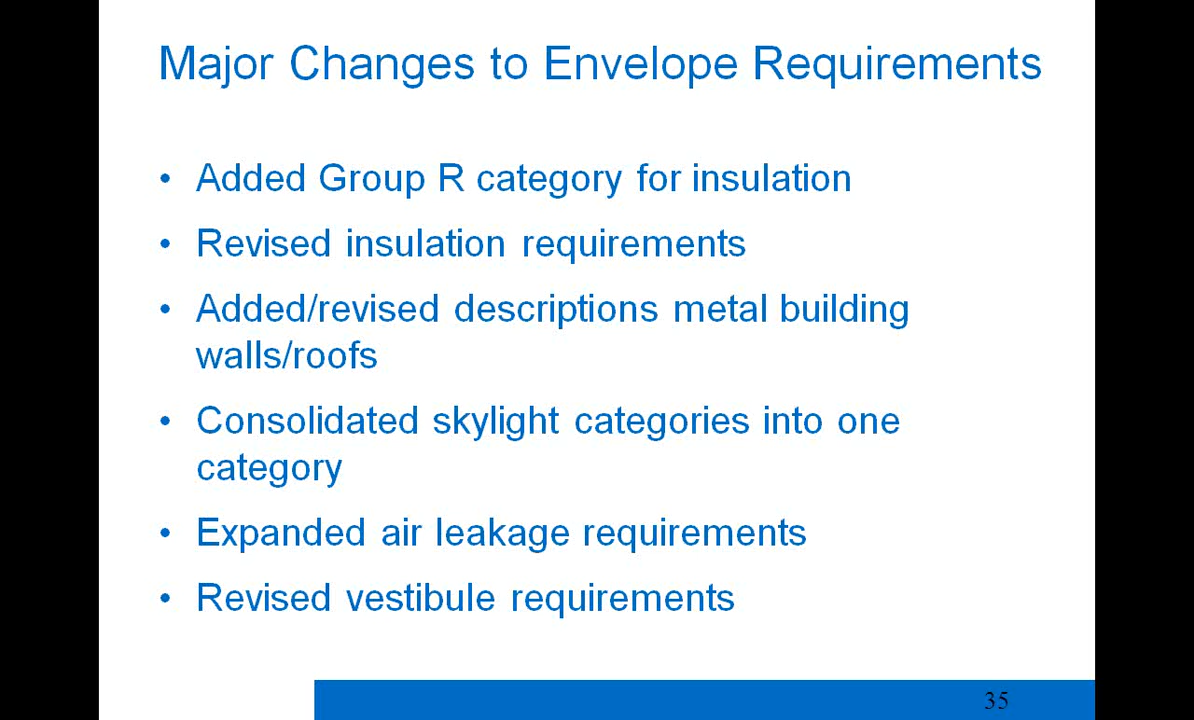 Major Changes to Envelope Requirements
• Added Group R category for insulation
• Revised insulation requirements
• Added/revised descriptions metal building
walls/roofs
• Consolidated skylight categories into one
category
• Expanded air leakage requirements
• Revised vestibule requirements
35